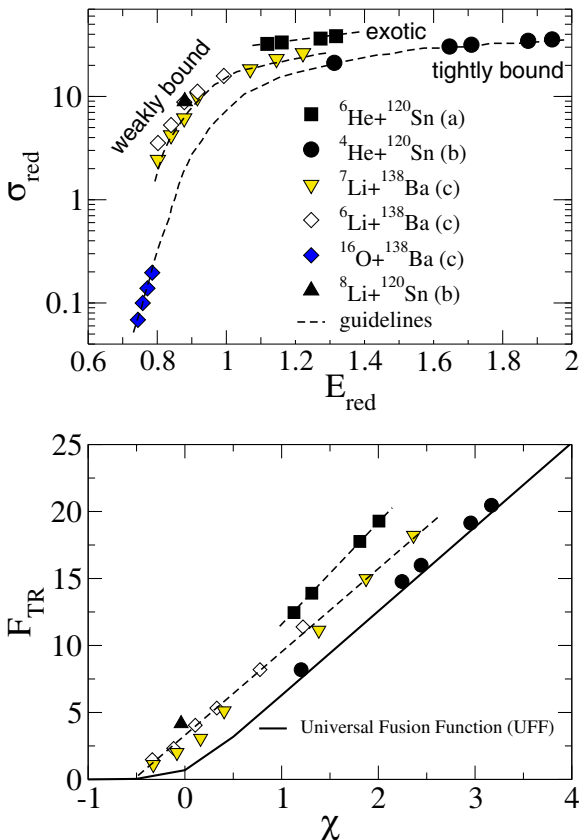 exotic
10
weakly bound
tightly bound
⁶He+¹²⁰Sn (a)
⁴He+¹²⁰Sn (b)
σred
⁷Li+¹³⁸Ba (c)
1
⁶Li+¹³⁸Ba (c)
¹⁶O+¹³⁸Ba (c)
⁸Li+¹²⁰Sn (b)
0.1
guidelines
0.6 0.8 1 1.2 1.4 1.6 1.8 2
Ered
25
20
15
FTR
10
5
Universal Fusion Function (UFF)
0
-1 0 1 2 3 4
χ